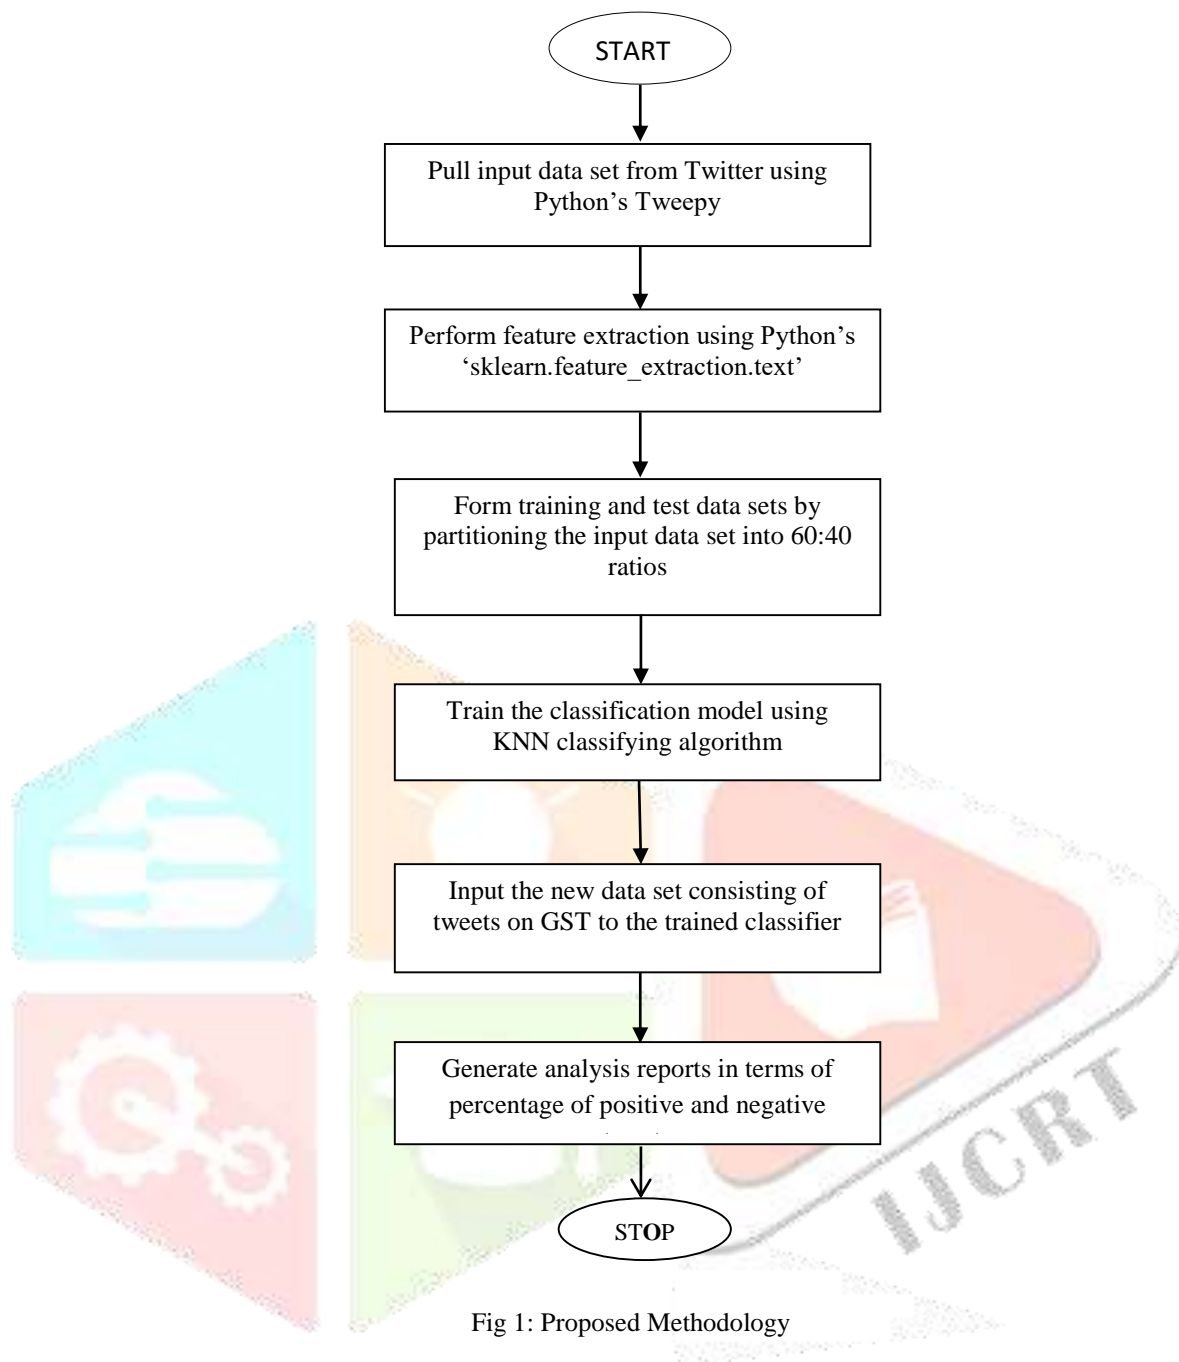 START
Pull input data set from Twitter using
Python’s Tweepy
Perform feature extraction using Python’s
‘sklearn.feature_extraction.text’
Form training and test data sets by
partitioning the input data set into 60:40
ratios
Train the classification model using
KNN classifying algorithm
Input the new data set consisting of
tweets on GST to the trained classifier
Generate analysis reports in terms of
percentage of positive and negative
STOP
IJCRT
Fig 1: Proposed Methodology